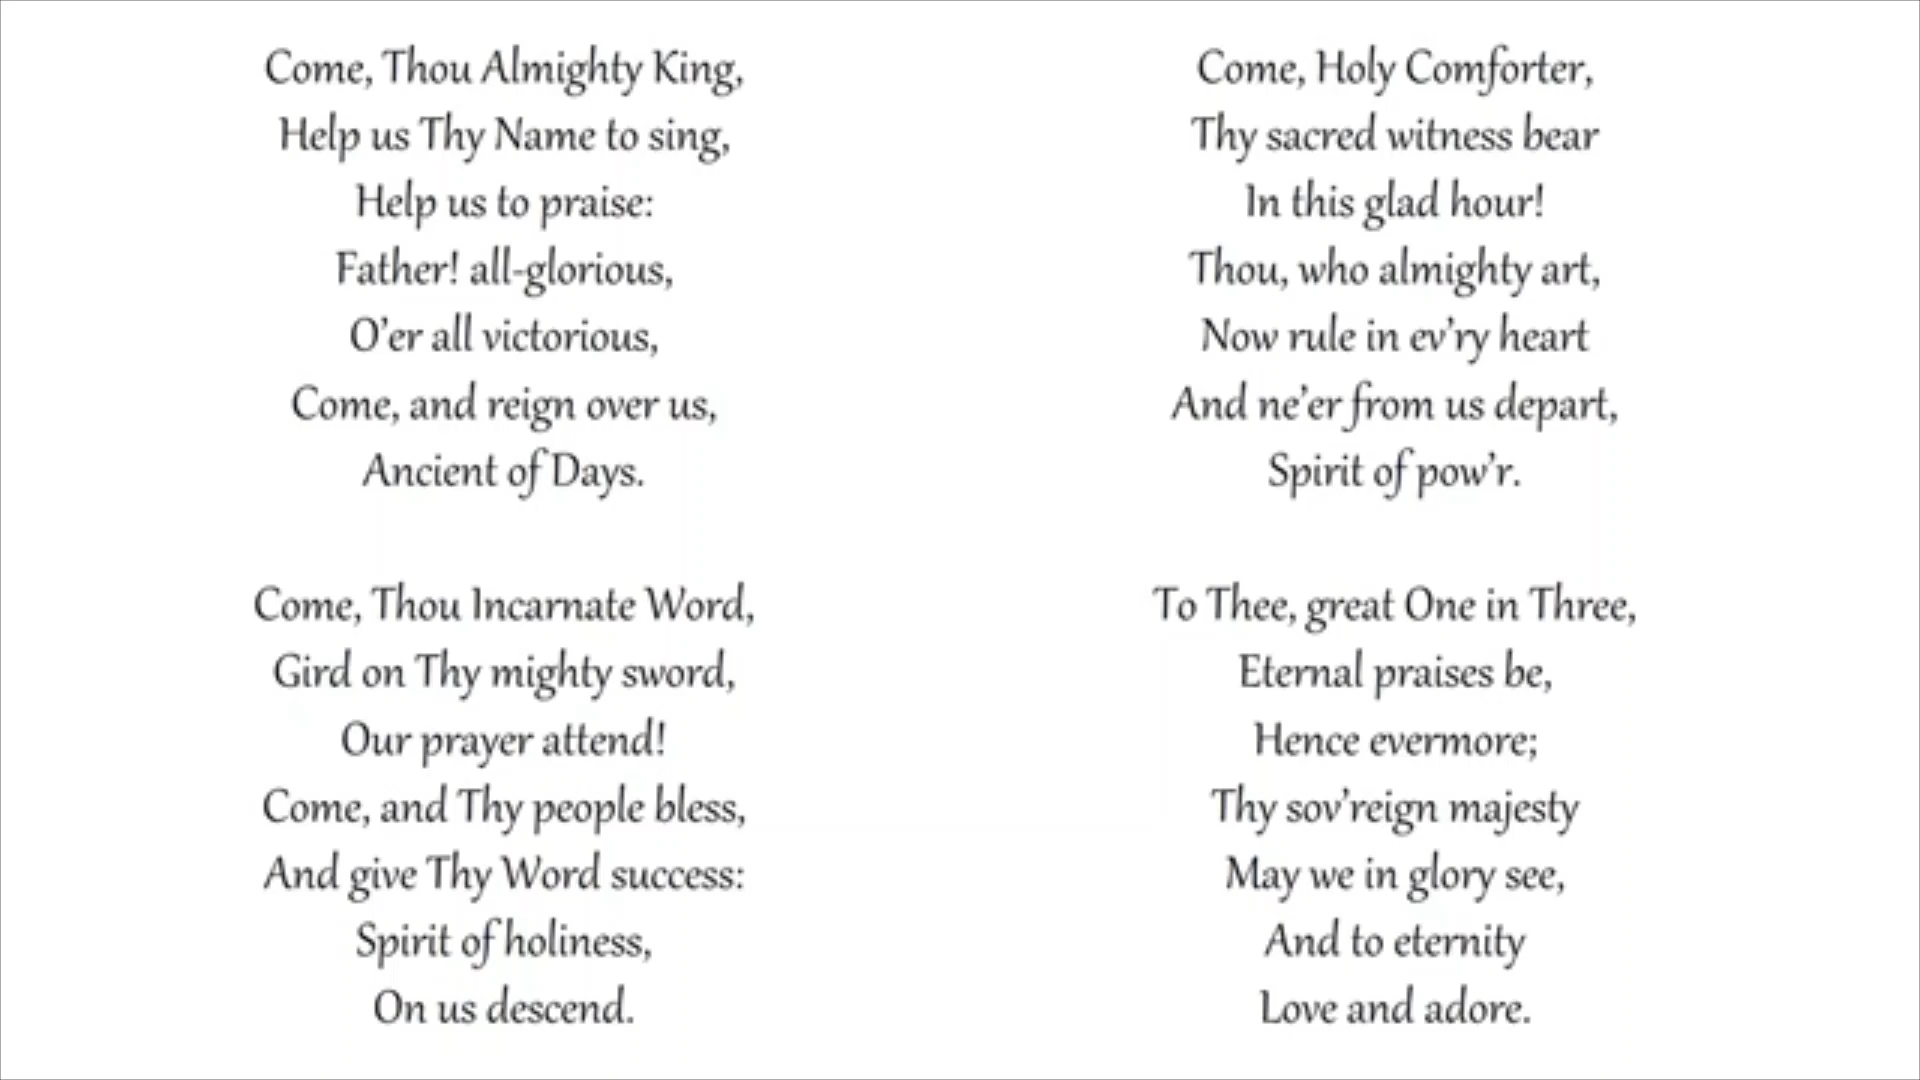 Come, Thou Almighty King,
Help us Thy Name to sing,
Help us to praise:
Father! all-glorious,
O’er all victorious,
Come, and reign over us,
Ancient of Days.
Come, Thou Incarnate Word,
Gird on Thy mighty sword,
Our prayer attend!
Come, and Thy people bless,
And give Thy Word success:
Spirit of holiness,
On us descend.
Come, Holy Comforter,
Thy sacred witness bear
In this glad hour!
Thou, who almighty art,
Now rule in ev’ry heart
And ne’er from us depart,
Spirit of pow’r.
To Thee, great One in Three,
Eternal praises be,
Hence evermore;
Thy sov’reign majesty
May we in glory see,
And to eternity
Love and adore.